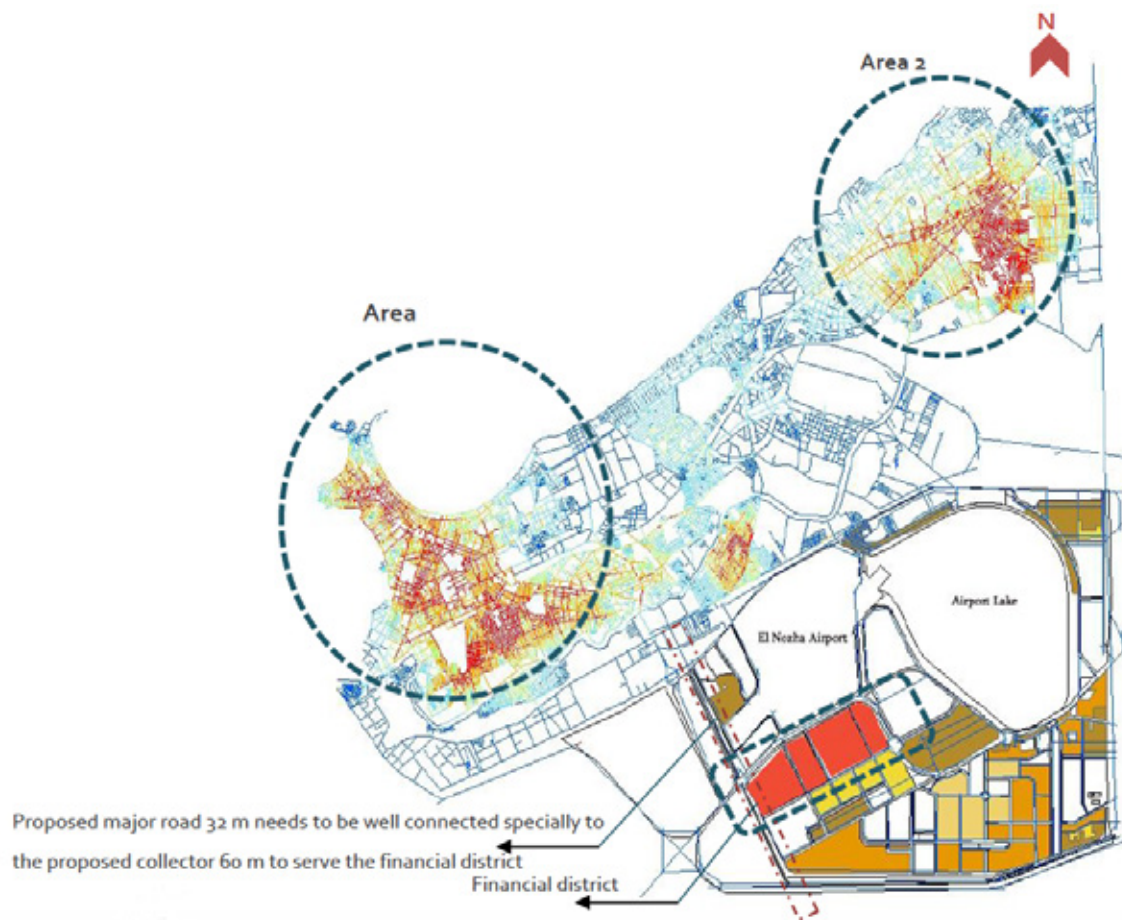 N
Area 2
Area
Airport Lake
El Nozha Airport
Proposed major road 32 m needs to be well connected specially to
the proposed collector 60 m to serve the financial district
Financial district